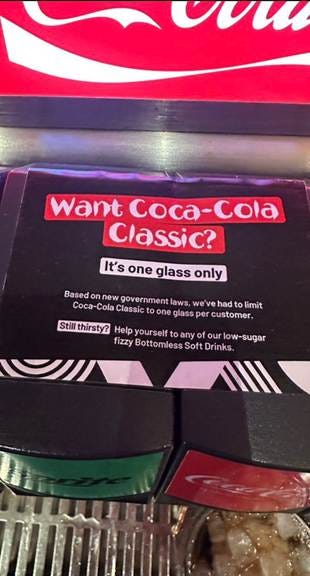 Cola
Want Coca-Cola
Classic?
It's one glass only
Based on new government laws, we've had to limit
Coca-Cola Classic to one glass per customer.
Still thirsty? Help yourself to any of our low-sugar
fizzy Bottomless Soft Drinks.
Sprite